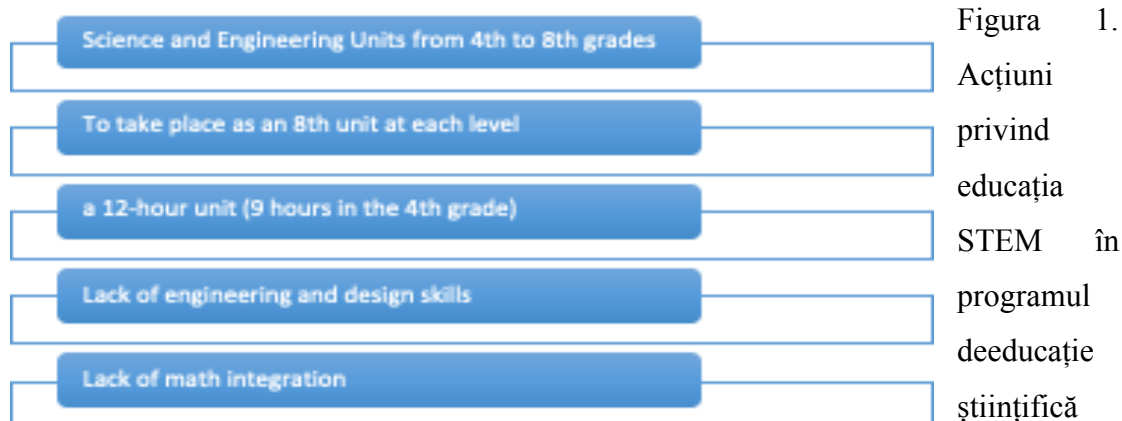 Science and Engineering Units from 4th to 8th grades
To take place as an 8th unit at each level
a 12-hour unit (9 hours in the 4th grade)
Lack of engineering and design skills
Lack of math integration
Figura 1.
Acțiuni
privind
educația
STEM în
programul
deeducație
științifică